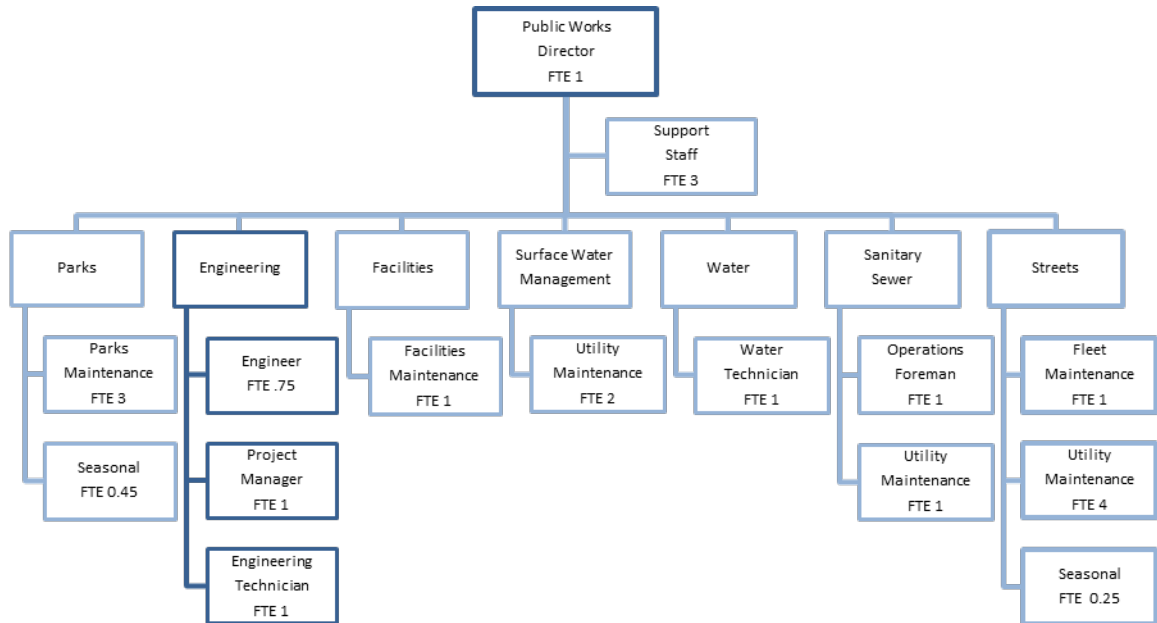 Public Works
Director
FTE 1
Support
Staff
FTE 3
Parks
Engineering
Facilities
Surface Water
Management
Water
Sanitary
Sewer
Streets
Parks
Maintenance
FTE 3
Seasonal
FTE 0.45
Engineer
FTE .75
Project
Manager
FTE 1
Engineering
Technician
FTE 1
Facilities
Maintenance
FTE 1
Utility
Maintenance
FTE 2
Water
Technician
FTE 1
Operations
Foreman
FTE 1
Utility
Maintenance
FTE 1
Fleet
Maintenance
FTE 1
Utility
Maintenance
FTE 4
Seasonal
FTE 0.25